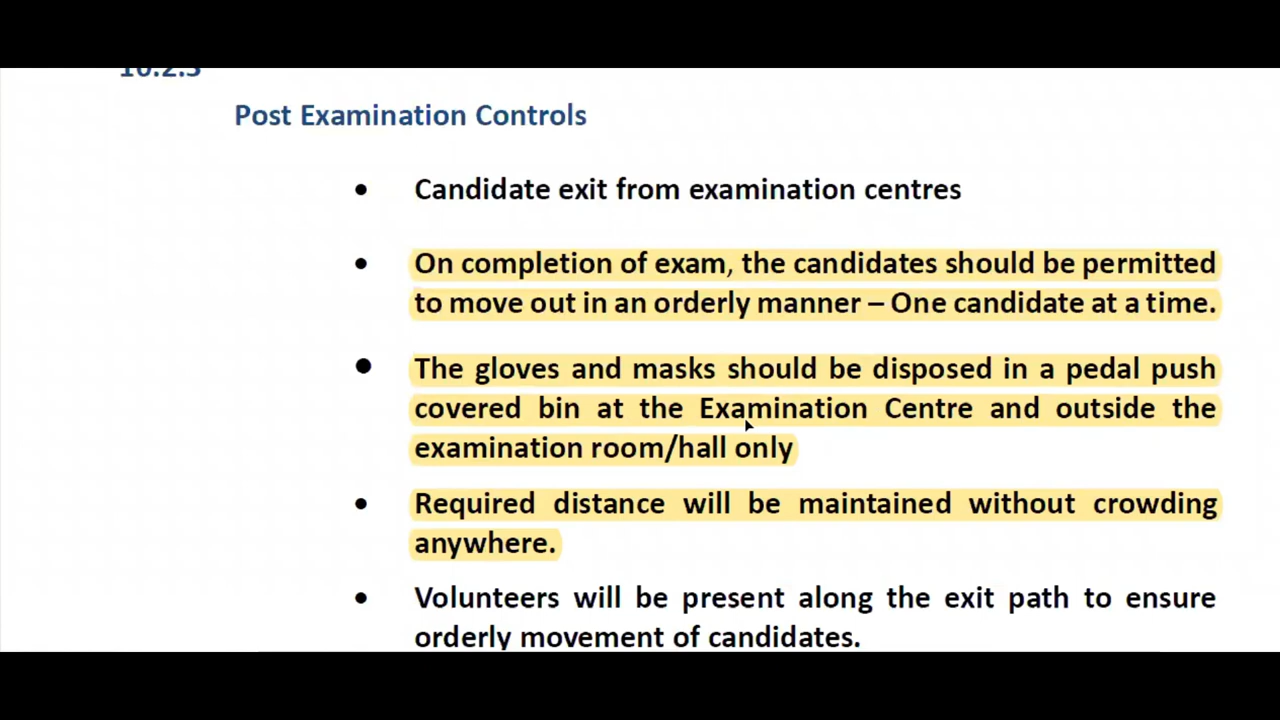 10.2.3
Post Examination Controls
• Candidate exit from examination centres
• On completion of exam, the candidates should be permitted
to move out in an orderly manner – One candidate at a time.
• The gloves and masks should be disposed in a pedal push
covered bin at the Examination Centre and outside the
examination room/hall only
• Required distance will be maintained without crowding
anywhere.
• Volunteers will be present along the exit path to ensure
orderly movement of candidates.